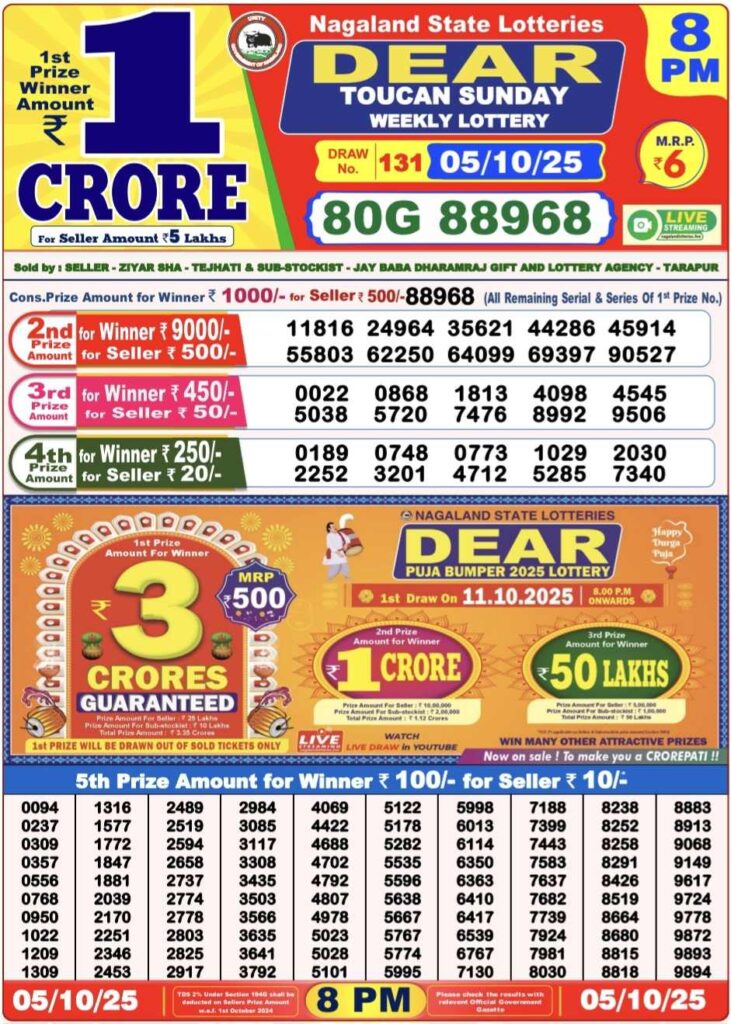 1st
Prize
Winner
Amount
₹
1
CRORE
For Seller Amount ₹5 Lakhs
UNITY
Nagaland State Lotteries
DEAR
TOUCAN SUNDAY
WEEKLY LOTTERY
8
PM
DRAW No. 131 05/10/25
M.R.P.
₹6
80G 88968
LIVE
STREAMING
nagalandlotteries.live
Sold by : SELLER - ZIYAR SHA - TEJHATI & SUB-STOCKIST - JAY BABA DHARAMRAJ GIFT AND LOTTERY AGENCY - TARAPUR
Cons.Prize Amount for Winner ₹ 1000/- for Seller ₹ 500/- 88968 (All Remaining Serial & Series Of 1st Prize No.)
2nd Prize Amount for Winner ₹ 9000/-
for Seller ₹ 500/-
11816 24964 35621 44286 45914
55803 62250 64099 69397 90527
3rd Prize Amount for Winner ₹ 450/-
for Seller ₹ 50/-
0022 0868 1813 4098 4545
5038 5720 7476 8992 9506
4th Prize Amount for Winner ₹ 250/-
for Seller ₹ 20/-
0189 0748 0773 1029 2030
2252 3201 4712 5285 7340
1st Prize
Amount For Winner
₹ 3
CRORES
GUARANTEED
Prize Amount For Seller : ₹ 25 Lakhs
Prize Amount For Sub-stockist : ₹ 10 Lakhs
Total Prize Amount : ₹ 3.35 Crores
1st PRIZE WILL BE DRAWN OUT OF SOLD TICKETS ONLY
MRP
₹500
NAGALAND STATE LOTTERIES
DEAR
PUJA BUMPER 2025 LOTTERY
Happy
Durga
Puja
1st Draw On 11.10.2025 8.00 P.M ONWARDS
2nd Prize
Amount for Winner
₹1 CRORE
Prize Amount For Seller : ₹ 10,00,000
Prize Amount For Sub-stockist : ₹ 2,00,000
Total Prize Amount : ₹ 1.12 Crores
3rd Prize
Amount for Winner
₹50 LAKHS
Prize Amount For Seller : ₹ 5,00,000
Prize Amount For Sub-stockist : ₹ 1,00,000
Total Prize Amount : ₹ 56 Lakhs
LIVE
STREAMING
WATCH
LIVE DRAW in YOUTUBE
WIN MANY OTHER ATTRACTIVE PRIZES
Now on sale ! To make you a CROREPATI !!
5th Prize Amount for Winner ₹ 100/- for Seller ₹ 10/-
0094 1316 2489 2984 4069 5122 5998 7188 8238 8883
0237 1577 2519 3085 4422 5178 6013 7399 8252 8913
0309 1772 2594 3117 4688 5282 6114 7443 8258 9068
0357 1847 2658 3308 4702 5535 6350 7583 8291 9149
0556 1881 2737 3435 4792 5596 6363 7637 8426 9617
0768 2039 2774 3503 4807 5638 6410 7682 8519 9724
0950 2170 2778 3566 4978 5667 6417 7739 8664 9778
1022 2251 2803 3635 5023 5767 6539 7924 8680 9872
1209 2346 2825 3641 5028 5774 6767 7981 8815 9893
1309 2453 2917 3792 5101 5995 7130 8030 8818 9894
05/10/25
TDS 2% Under Section 194G shall be
deducted on Sellers Prize Amount
w.e.f. 1st October 2024
8 PM
Please check the results with
relevant Official Government
Gazette
05/10/25